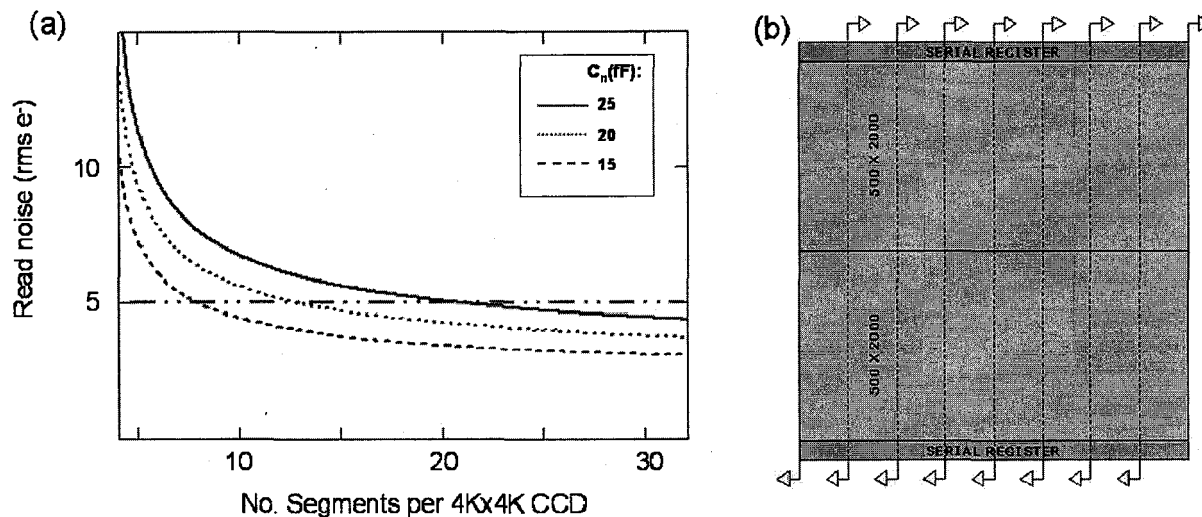 (a)
Read noise (rms e⁻)
10
5
Cₙ(fF):
25
20
15
10
20
30
No. Segments per 4Kx4K CCD
(b)
SERIAL REGISTER
500 X 2000
500 X 2000
SERIAL REGISTER